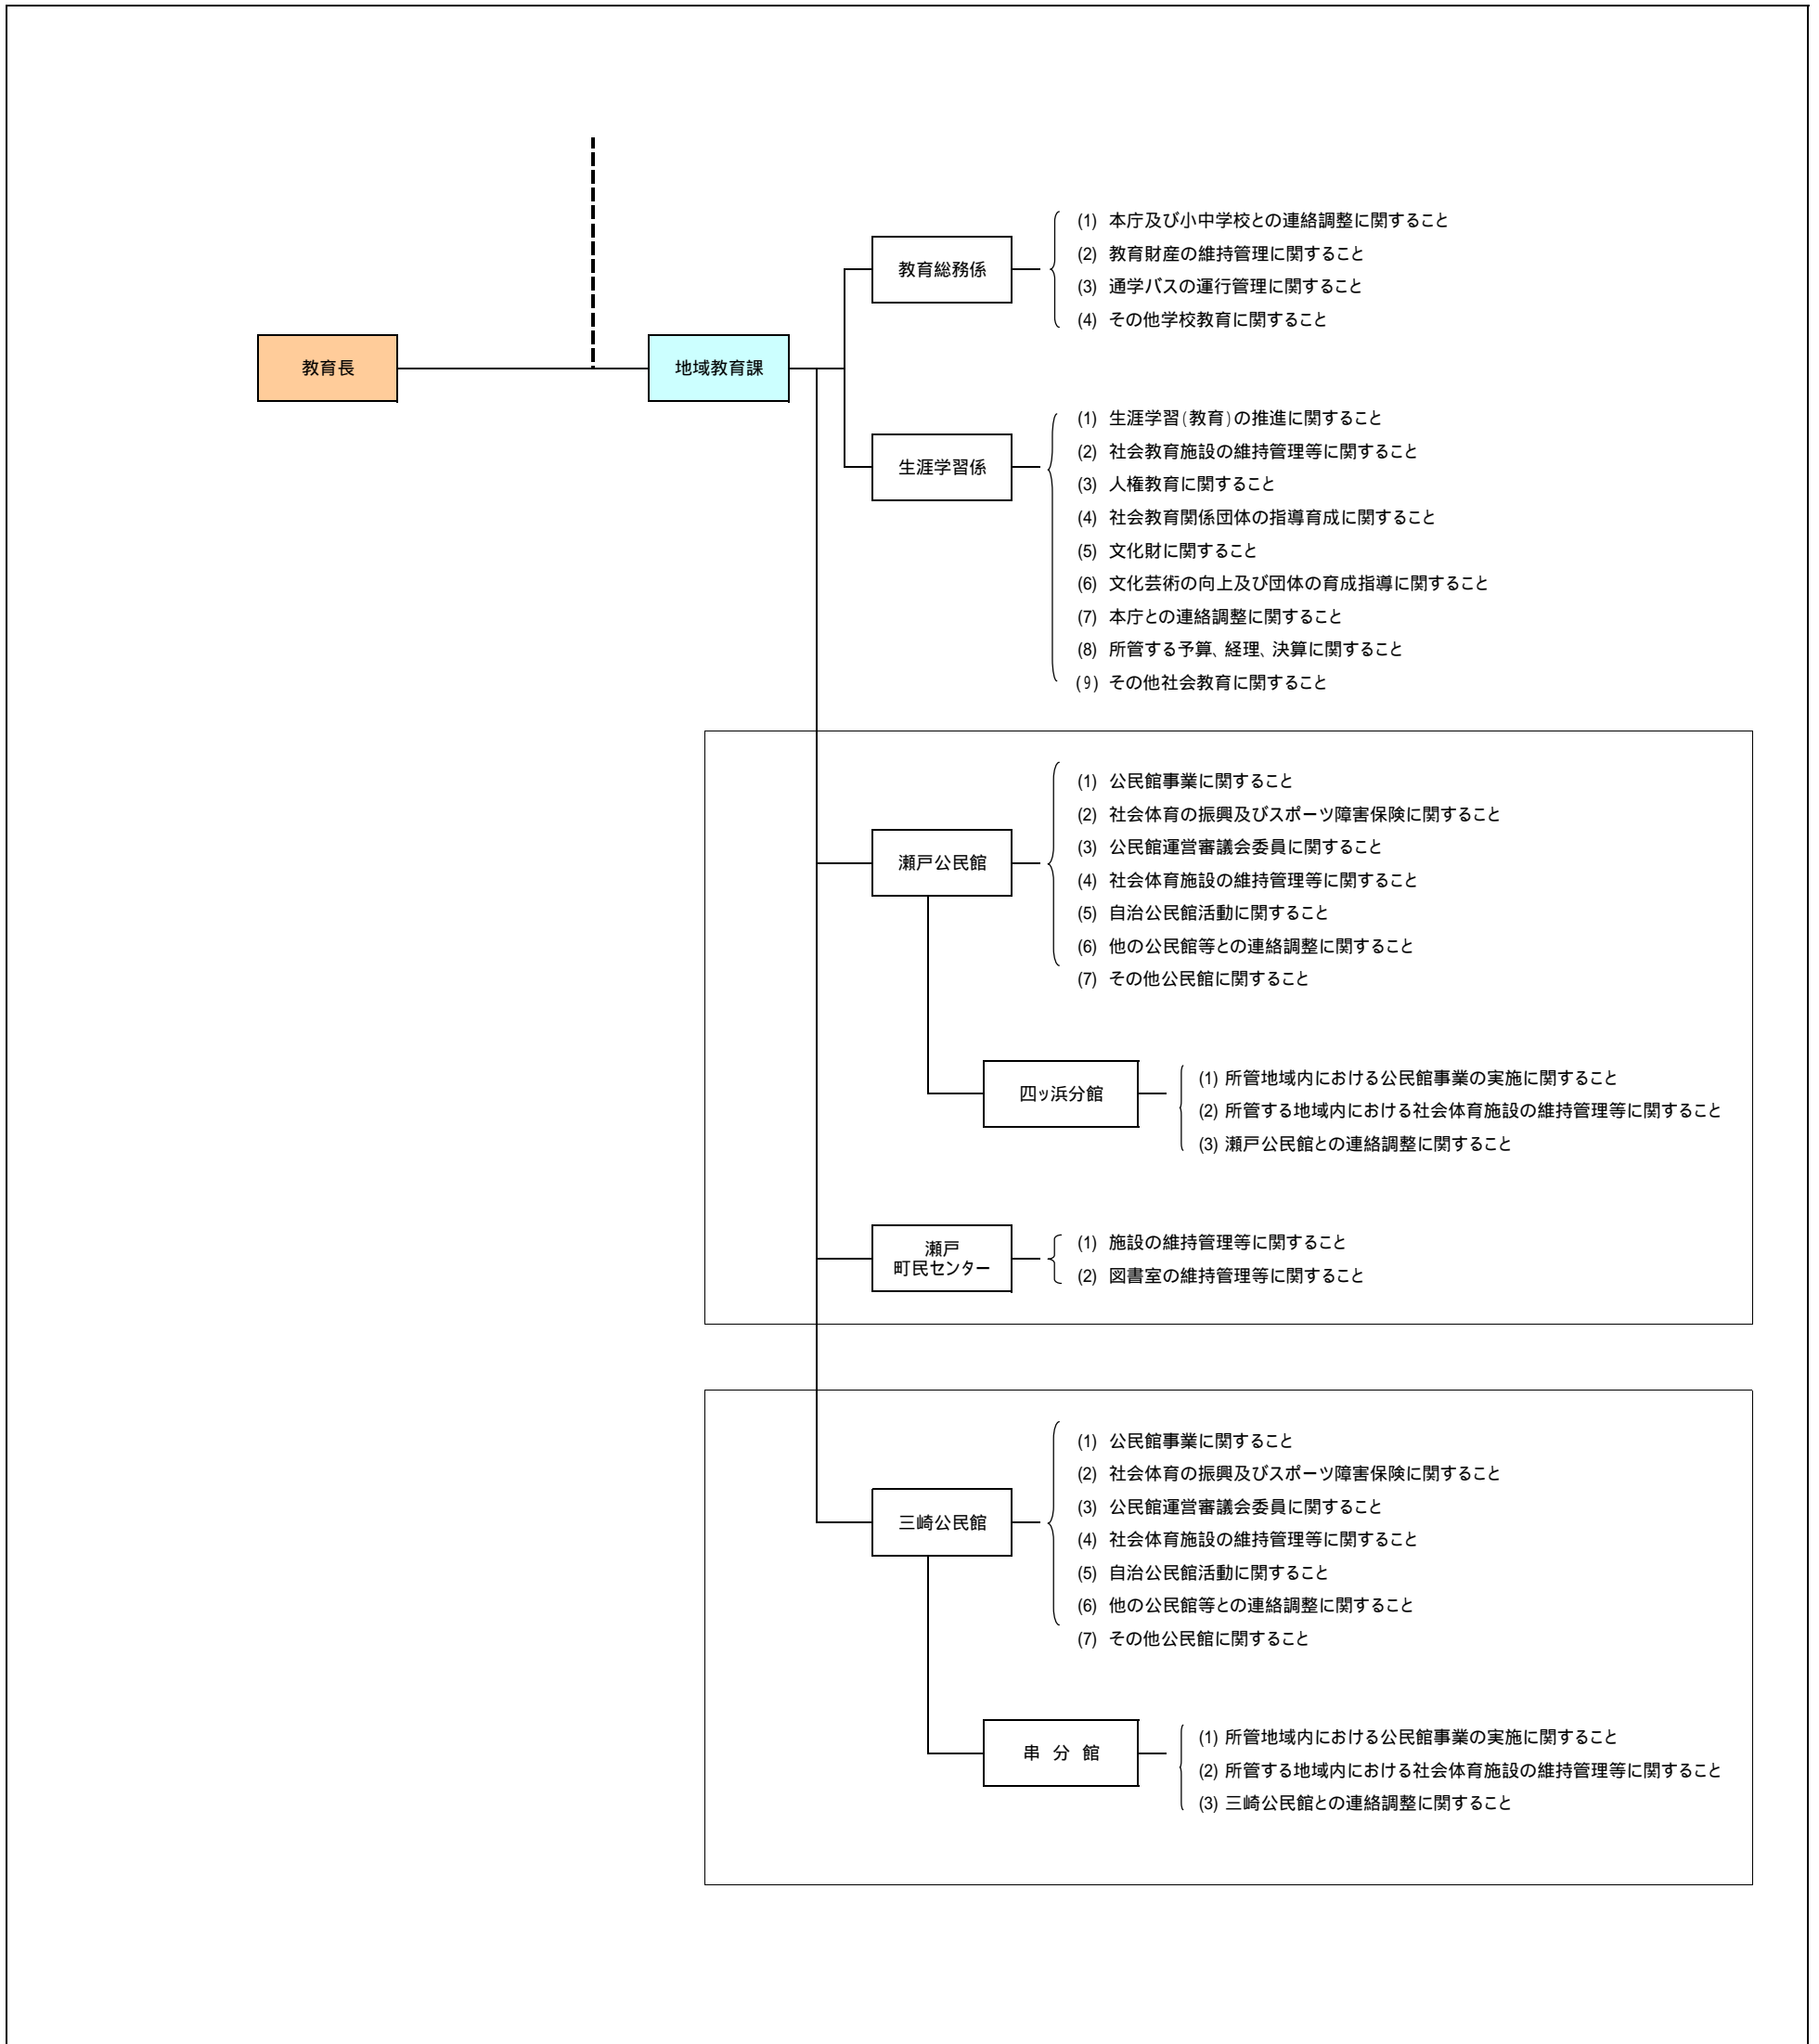 教育総務係
(1) 本庁及び小中学校との連絡調整に関すること
(2) 教育財産の維持管理に関すること
(3) 通学バスの運行管理に関すること
(4) その他学校教育に関すること
教育長
地域教育課
生涯学習係
(1) 生涯学習(教育)の推進に関すること
(2) 社会教育施設の維持管理等に関すること
(3) 人権教育に関すること
(4) 社会教育関係団体の指導育成に関すること
(5) 文化財に関すること
(6) 文化芸術の向上及び団体の育成指導に関すること
(7) 本庁との連絡調整に関すること
(8) 所管する予算、経理、決算に関すること
(9) その他社会教育に関すること
瀬戸公民館
(1) 公民館事業に関すること
(2) 社会体育の振興及びスポーツ障害保険に関すること
(3) 公民館運営審議会委員に関すること
(4) 社会体育施設の維持管理等に関すること
(5) 自治公民館活動に関すること
(6) 他の公民館等との連絡調整に関すること
(7) その他公民館に関すること
四ッ浜分館
(1) 所管地域内における公民館事業の実施に関すること
(2) 所管する地域内における社会体育施設の維持管理等に関すること
(3) 瀬戸公民館との連絡調整に関すること
瀬戸
町民センター
(1) 施設の維持管理等に関すること
(2) 図書室の維持管理等に関すること
三崎公民館
(1) 公民館事業に関すること
(2) 社会体育の振興及びスポーツ障害保険に関すること
(3) 公民館運営審議会委員に関すること
(4) 社会体育施設の維持管理等に関すること
(5) 自治公民館活動に関すること
(6) 他の公民館等との連絡調整に関すること
(7) その他公民館に関すること
串 分 館
(1) 所管地域内における公民館事業の実施に関すること
(2) 所管する地域内における社会体育施設の維持管理等に関すること
(3) 三崎公民館との連絡調整に関すること